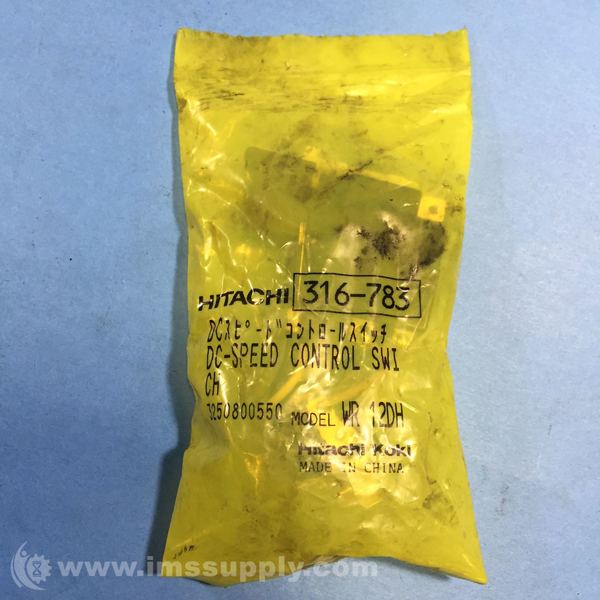 HITACHI 316-783
DCスピードコントロールスイッチ
DC-SPEED CONTROL SWI
CH
3250800550 MODEL WR 12DH
Hitachi Koki
MADE IN CHINA
www.imssupply.com